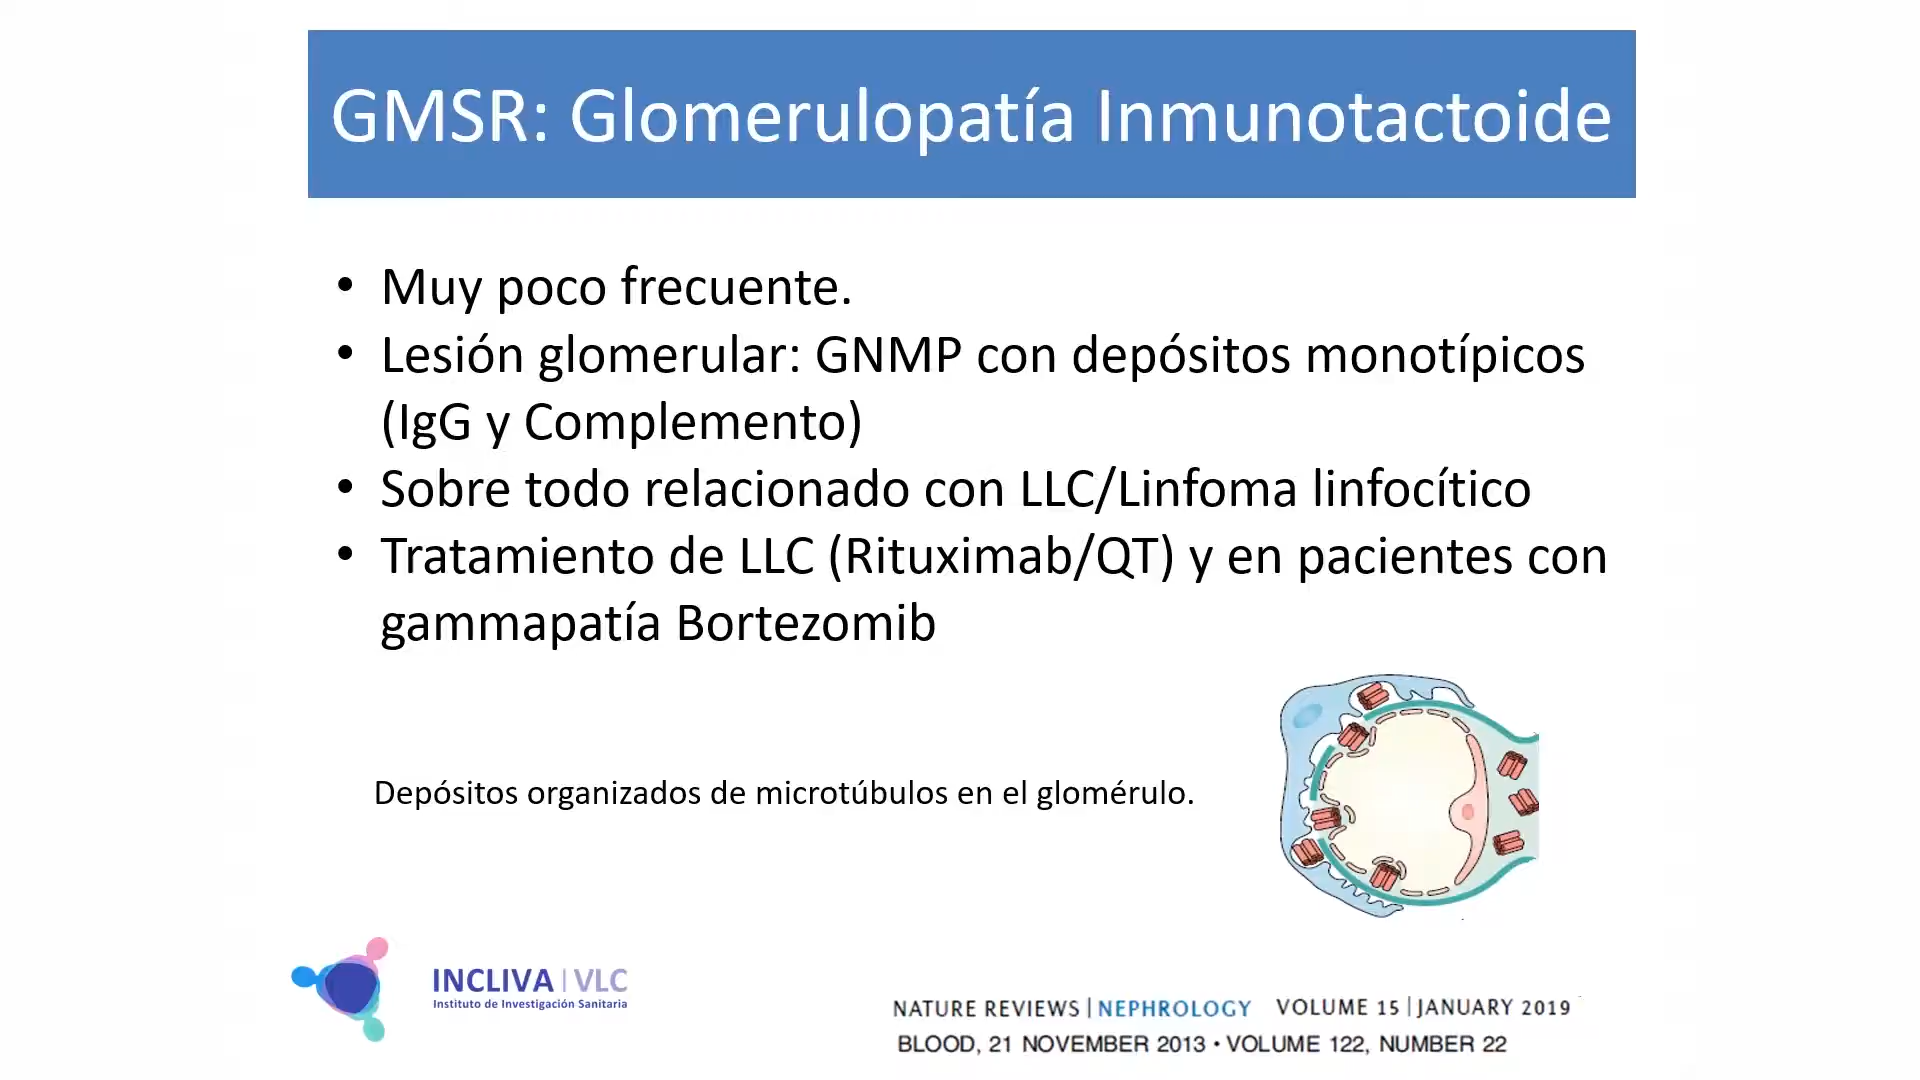 GMSR: Glomerulopatía Inmunotactoide
• Muy poco frecuente.
• Lesión glomerular: GNMP con depósitos monotípicos
(IgG y Complemento)
• Sobre todo relacionado con LLC/Linfoma linfocítico
• Tratamiento de LLC (Rituximab/QT) y en pacientes con
gammapatía Bortezomib
Depósitos organizados de microtúbulos en el glomérulo.
INCLIVA | VLC
Instituto de Investigación Sanitaria
NATURE REVIEWS | NEPHROLOGY VOLUME 15 | JANUARY 2019
BLOOD, 21 NOVEMBER 2013 • VOLUME 122, NUMBER 22